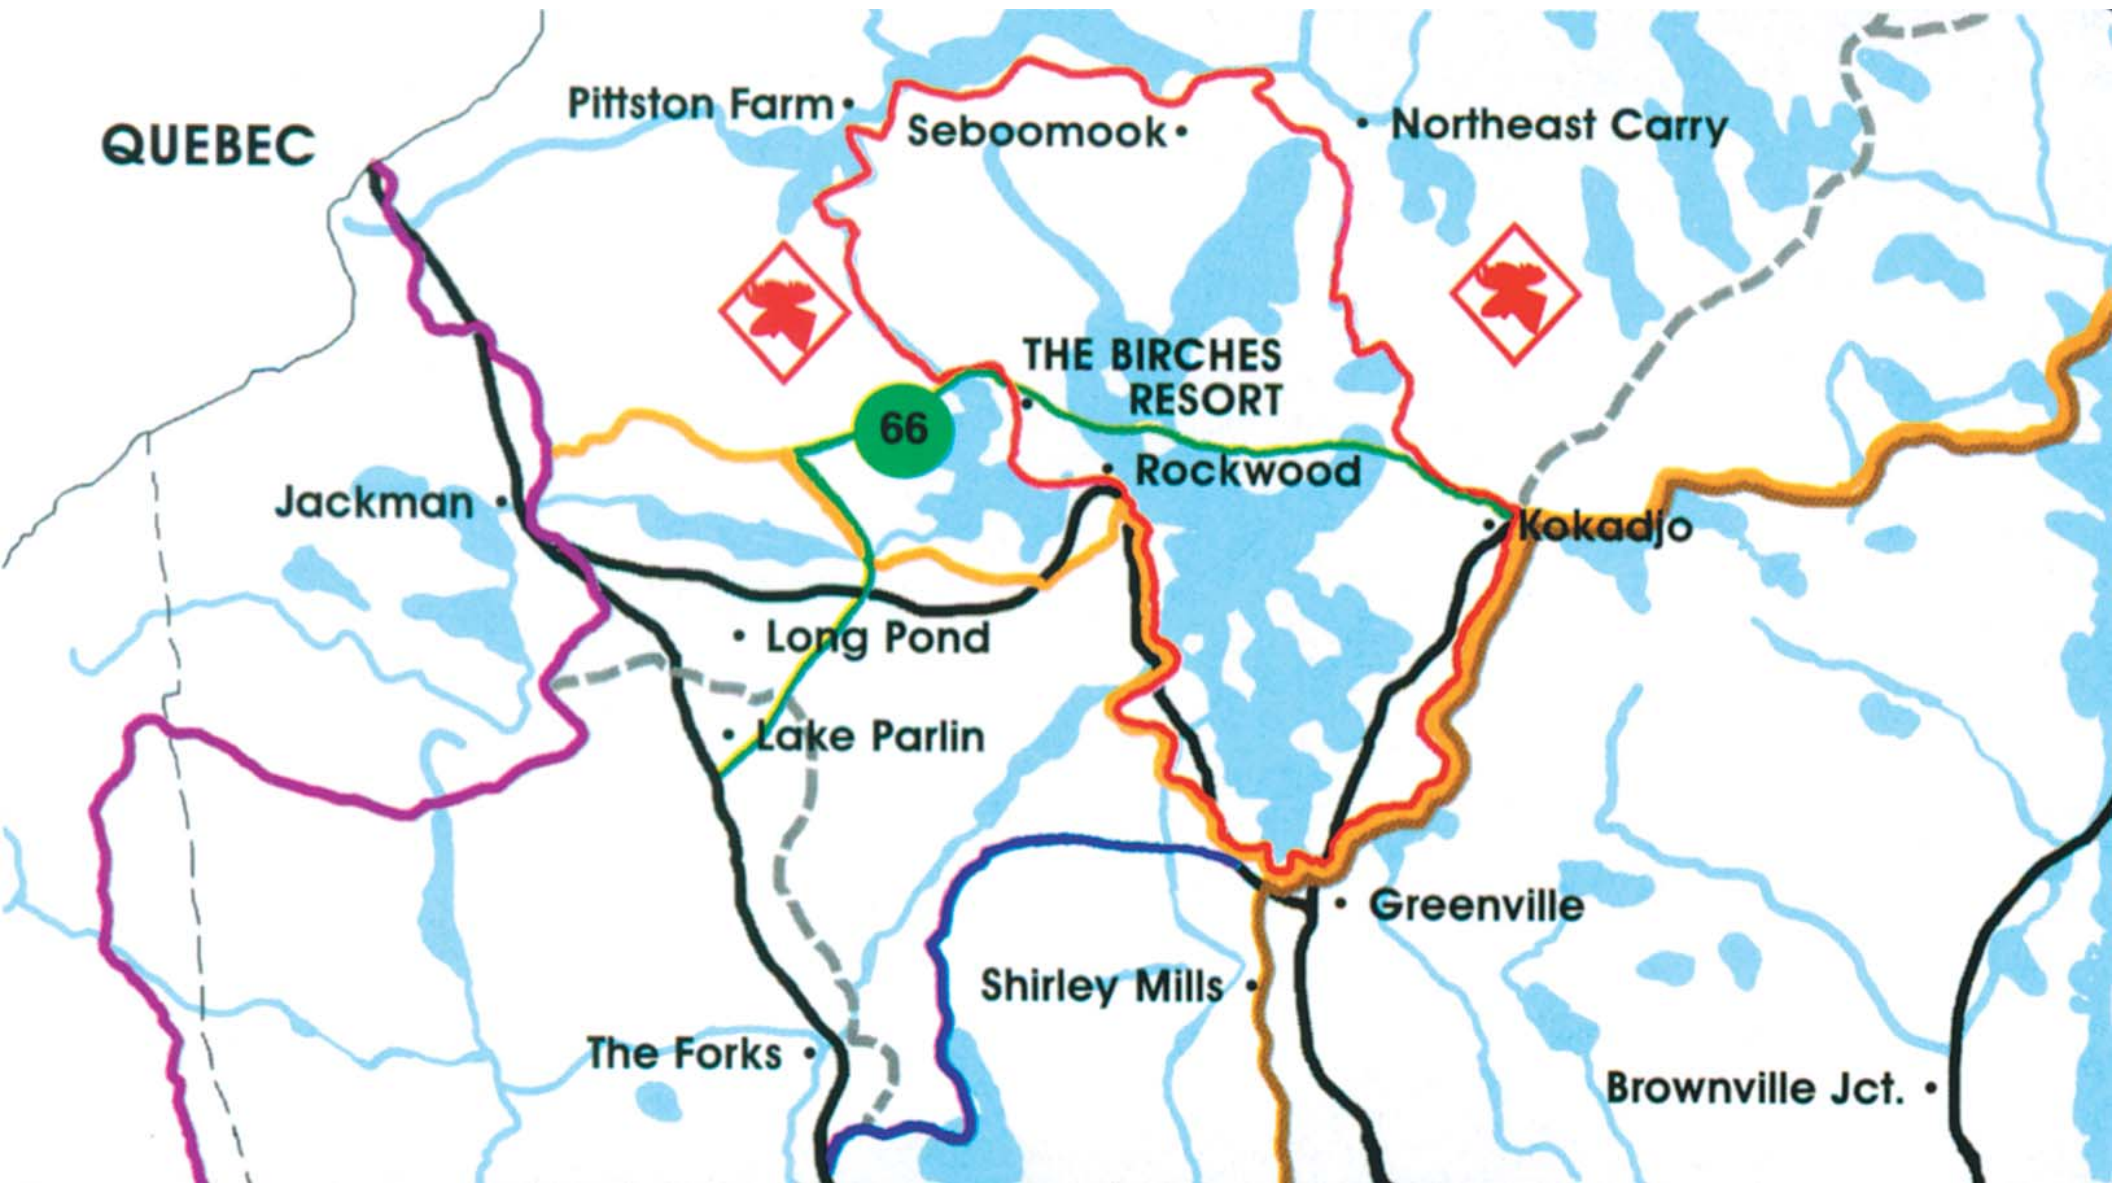 Pittston Farm
Seboomook
Northeast Carry
QUEBEC
THE BIRCHES
RESORT
66
Rockwood
Jackman
Kokadjo
Long Pond
Lake Parlin
Greenville
Shirley Mills
The Forks
Brownville Jct.